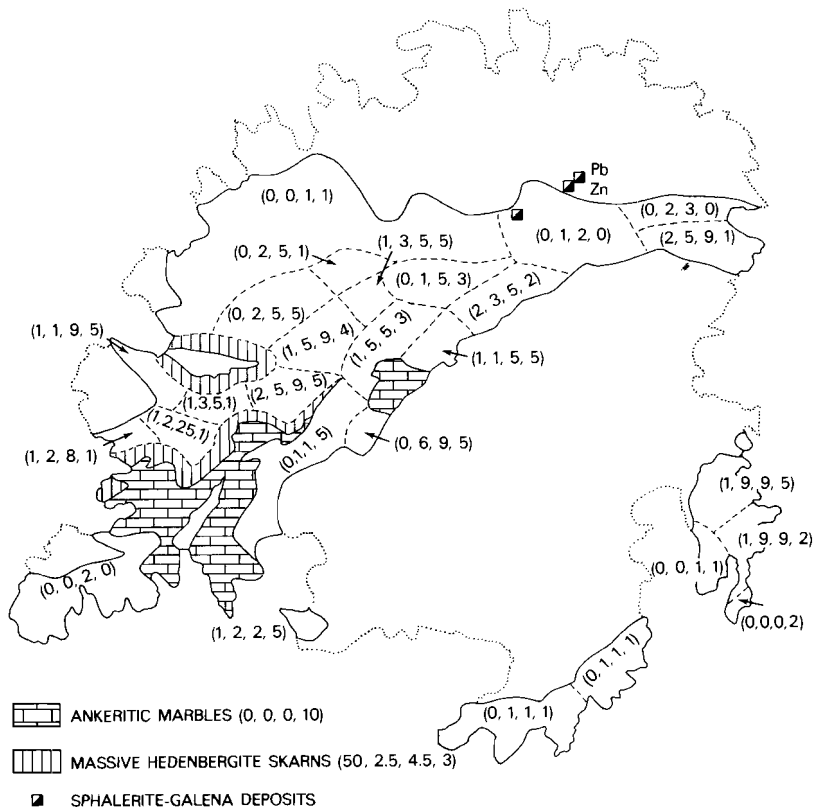 Pb
Zn
(0, 0, 1, 1)
(0, 2, 3, 0)
(1, 3, 5, 5)
(0, 1, 2, 0)
(2, 5, 9, 1)
(0, 2, 5, 1)
(0, 1, 5, 3)
(2, 3, 5, 2)
(0, 2, 5, 5)
(1, 1, 9, 5)
(1, 5, 9, 4)
(1, 5, 5, 3)
(1, 1, 5, 5)
(2, 5, 9, 5)
(1,3,5,1)
(1,2,25,1)
(1, 2, 8, 1)
(0,1,1, 5)
(0, 6, 9, 5)
(1, 9, 9, 5)
(1, 9, 9, 2)
(0, 0, 1, 1)
(0, 0, 2, 0)
(0,0,0,2)
(1, 2, 2, 5)
(0, 1, 1, 1)
(0, 1, 1, 1)
ANKERITIC MARBLES (0, 0, 0, 10)
MASSIVE HEDENBERGITE SKARNS (50, 2.5, 4.5, 3)
SPHALERITE-GALENA DEPOSITS